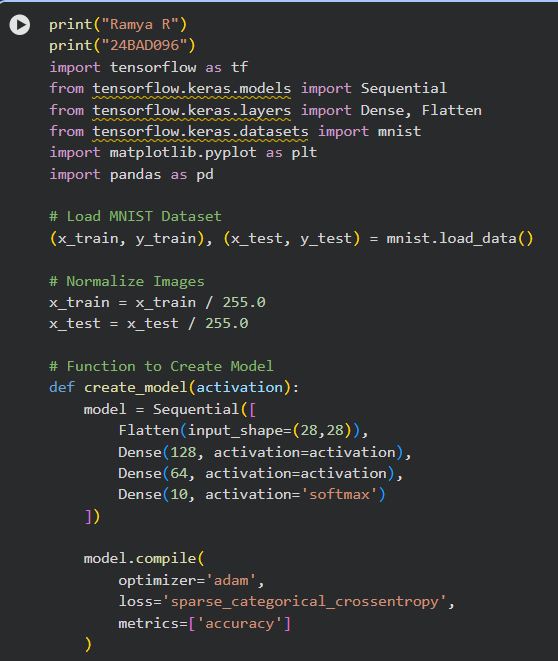 print("Ramya R")
print("24BAD096")
import tensorflow as tf
from tensorflow.keras.models import Sequential
from tensorflow.keras.layers import Dense, Flatten
from tensorflow.keras.datasets import mnist
import matplotlib.pyplot as plt
import pandas as pd

# Load MNIST Dataset
(x_train, y_train), (x_test, y_test) = mnist.load_data()

# Normalize Images
x_train = x_train / 255.0
x_test = x_test / 255.0

# Function to Create Model
def create_model(activation):
    model = Sequential([
        Flatten(input_shape=(28,28)),
        Dense(128, activation=activation),
        Dense(64, activation=activation),
        Dense(10, activation='softmax')
    ])

    model.compile(
        optimizer='adam',
        loss='sparse_categorical_crossentropy',
        metrics=['accuracy']
    )